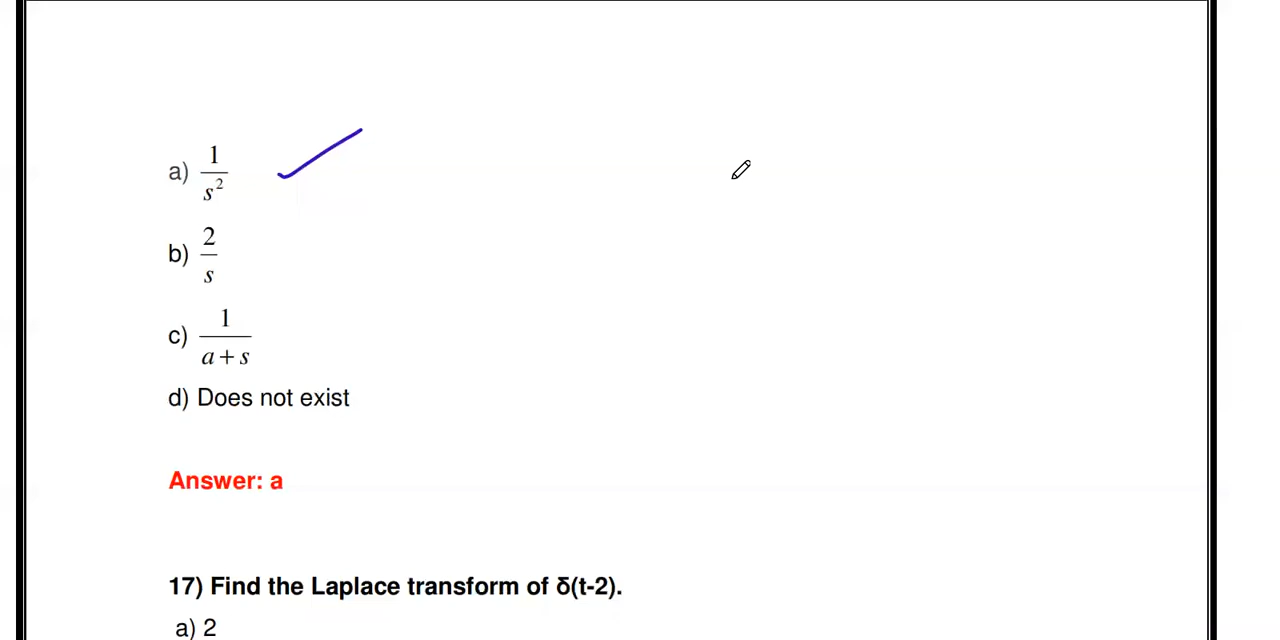 a) 1/s²
b) 2/s
c) 1/(a+s)
d) Does not exist
Answer: a
17) Find the Laplace transform of δ(t-2).
a) 2